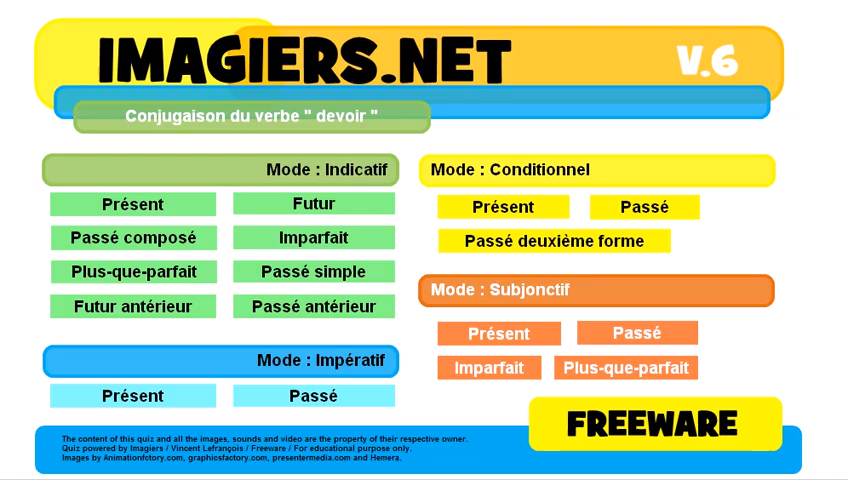 IMAGIERS.NET
V.6
Conjugaison du verbe " devoir "
Mode : Indicatif
Présent
Futur
Passé composé
Imparfait
Plus-que-parfait
Passé simple
Futur antérieur
Passé antérieur
Mode : Impératif
Présent
Passé
Mode : Conditionnel
Présent
Passé
Passé deuxième forme
Mode : Subjonctif
Présent
Passé
Imparfait
Plus-que-parfait
FREEWARE
The content of this quiz and all the images, sounds and video are the property of their respective owner.
Quiz powered by Imagiers / Vincent Lefrançois / Freeware / For educational purpose only.
Images by Animationfctory.com, graphicsfactory.com, presentermedia.com and Hemera.